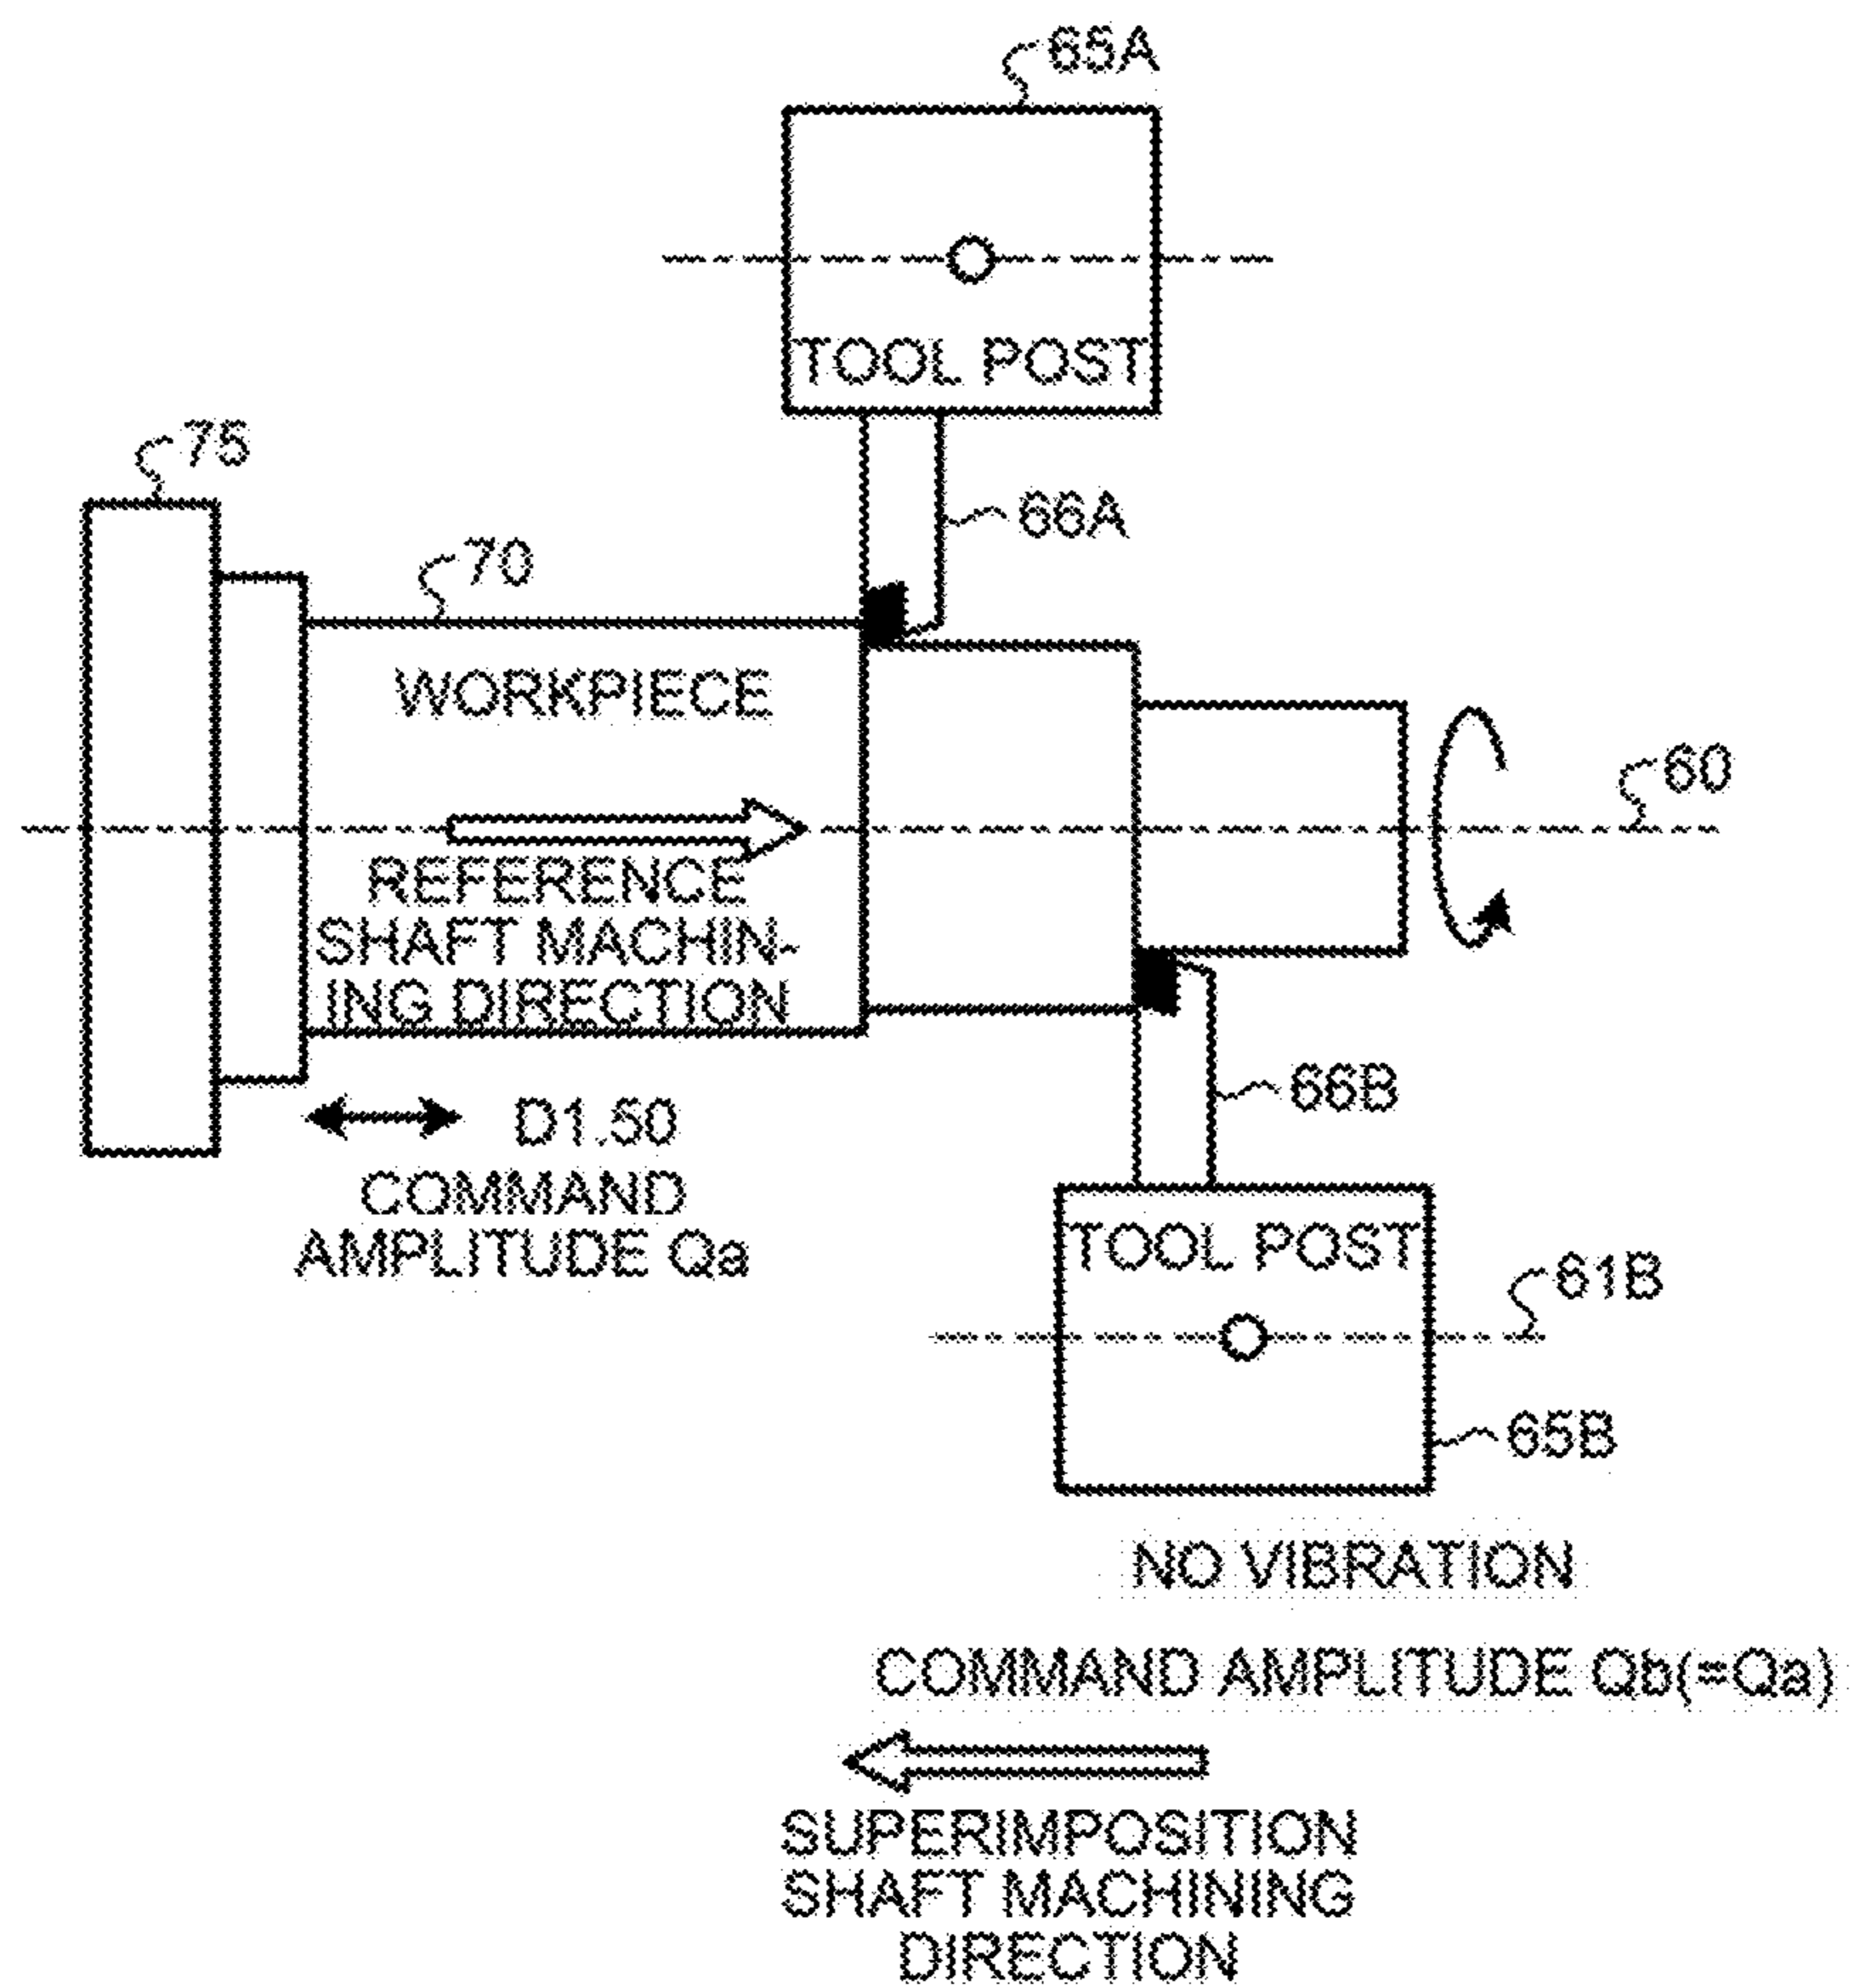 65A
TOOL POST
75
66A
70
WORKPIECE
60
REFERENCE
SHAFT MACHIN-
ING DIRECTION
66B
D1.50
COMMAND
AMPLITUDE Qa
TOOL POST
61B
65B
NO VIBRATION
COMMAND AMPLITUDE Qb(=Qa)
SUPERIMPOSITION
SHAFT MACHINING
DIRECTION